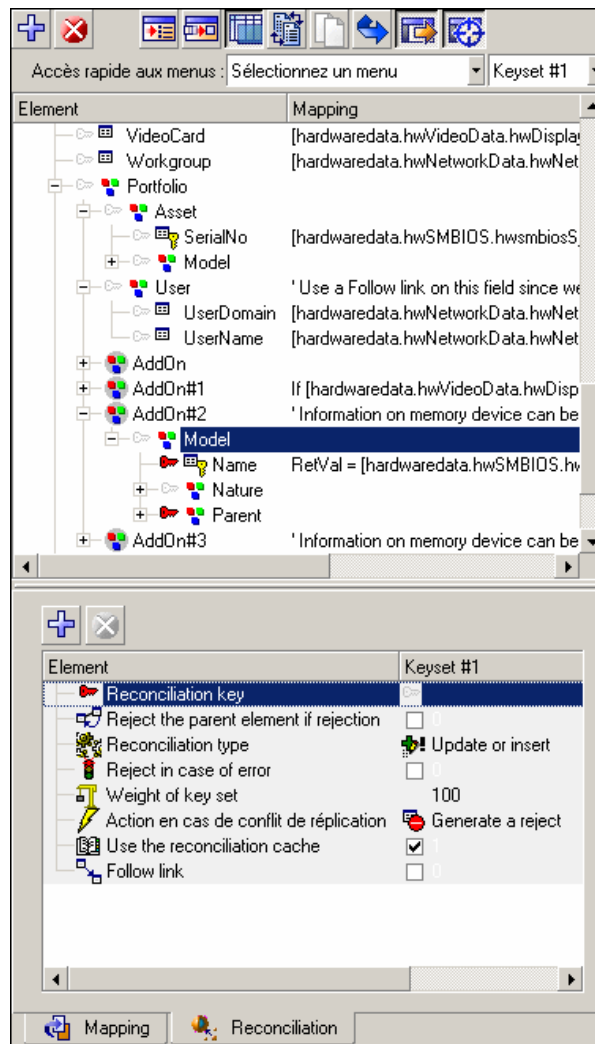 Accès rapide aux menus : Sélectionnez un menu Keyset #1
Element Mapping
VideoCard [hardwaredata.hwVideoData.hwDisplay
Workgroup [hardwaredata.hwNetworkData.hwNet
Portfolio
Asset
SerialNo [hardwaredata.hwSMBIOS.hwsmbiosS_
Model
User ' Use a Follow link on this field since we
UserDomain [hardwaredata.hwNetworkData.hwNet
UserName [hardwaredata.hwNetworkData.hwNet
AddOn
AddOn#1 If [hardwaredata.hwVideoData.hwDisp
AddOn#2 ' Information on memory device can be
Model
Name RetVal = [hardwaredata.hwSMBIOS.hw
Nature
Parent
AddOn#3 ' Information on memory device can be
Element Keyset #1
Reconciliation key
Reject the parent element if rejection 0
Reconciliation type Update or insert
Reject in case of error 0
Weight of key set 100
Action en cas de conflit de réplication Generate a reject
Use the reconciliation cache 1
Follow link 0
Mapping Reconciliation